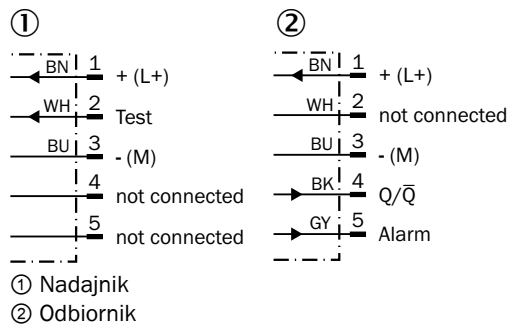 ①
BN 1 + (L+)
WH 2 Test
BU 3 - (M)
4 not connected
5 not connected
②
BN 1 + (L+)
WH 2 not connected
BU 3 - (M)
BK 4 Q/Q̅
GY 5 Alarm
① Nadajnik
② Odbiornik